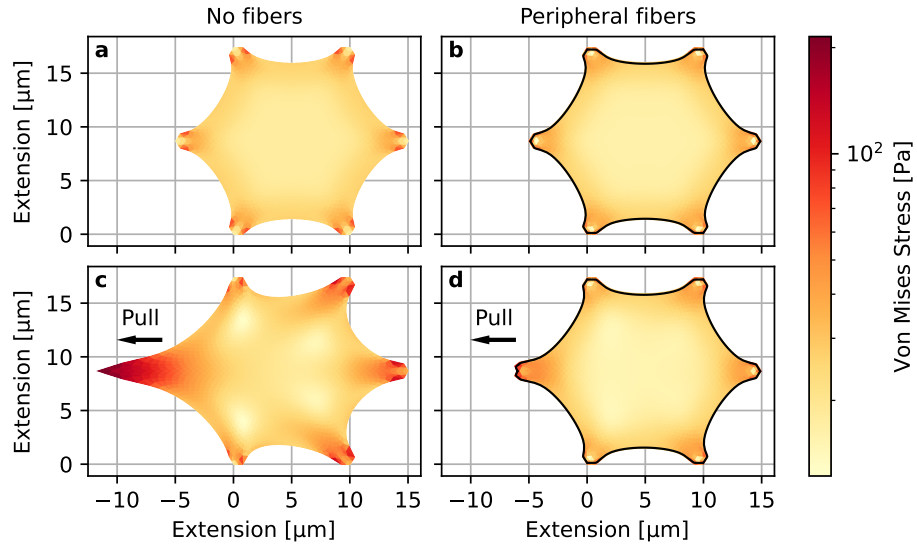 No fibers
Peripheral fibers
a
b
15
10
5
0
Extension [µm]
c
d
Pull
Pull
15
10
5
0
Extension [µm]
−10 −5 0 5 10 15
−10 −5 0 5 10 15
Extension [µm]
Extension [µm]
10²
Von Mises Stress [Pa]